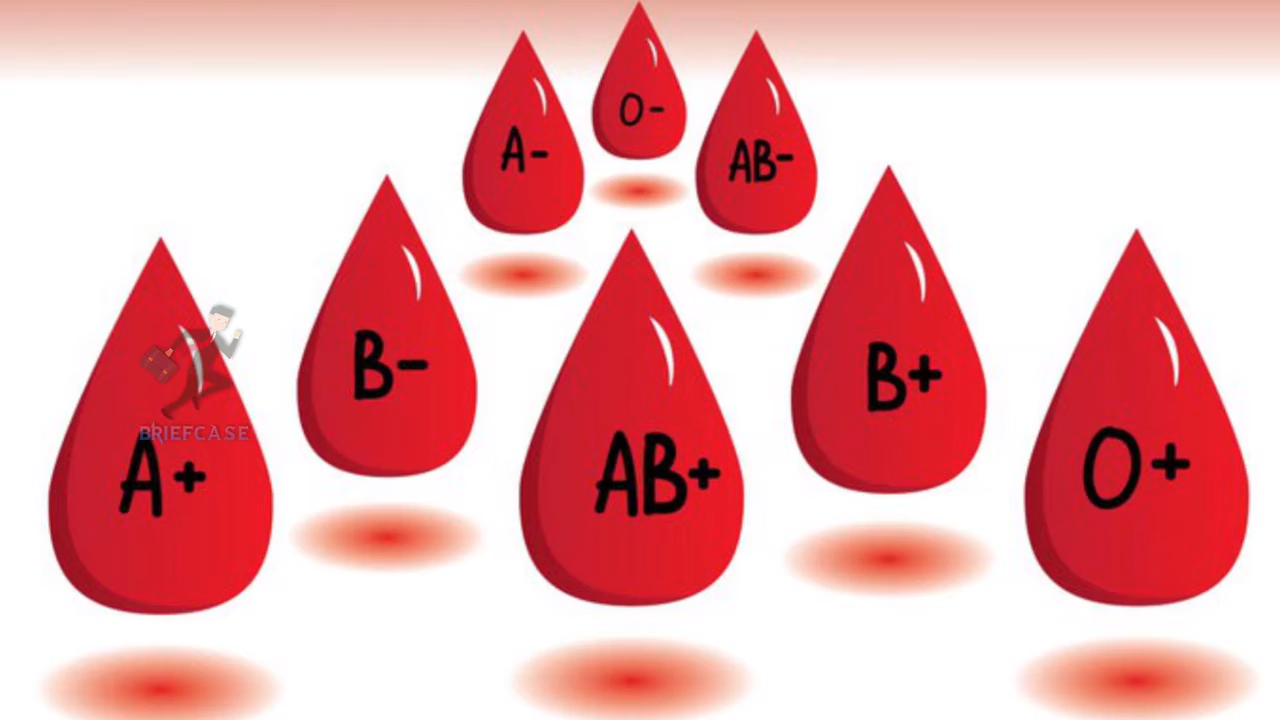 O-
A-
AB-
B-
B+
BRIEFCASE
A+
AB+
O+